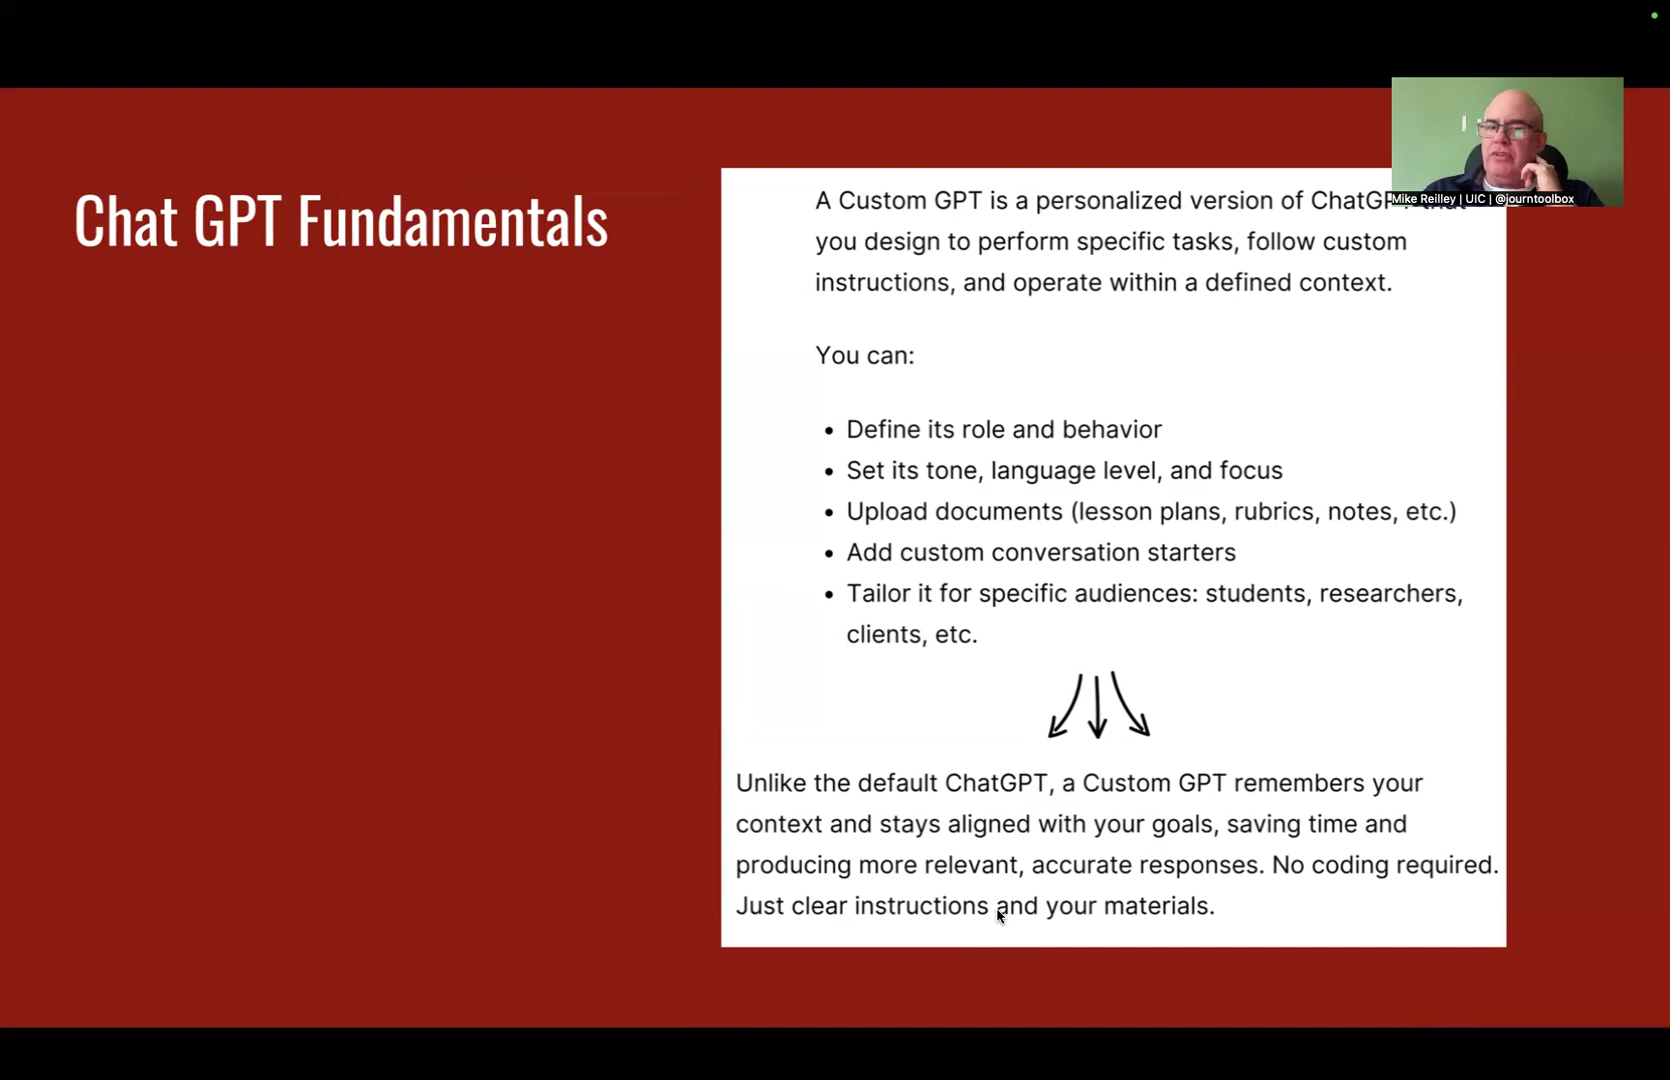 Chat GPT Fundamentals
A Custom GPT is a personalized version of ChatGP
you design to perform specific tasks, follow custom
instructions, and operate within a defined context.
You can:
• Define its role and behavior
• Set its tone, language level, and focus
• Upload documents (lesson plans, rubrics, notes, etc.)
• Add custom conversation starters
• Tailor it for specific audiences: students, researchers,
clients, etc.
Unlike the default ChatGPT, a Custom GPT remembers your
context and stays aligned with your goals, saving time and
producing more relevant, accurate responses. No coding required.
Just clear instructions and your materials.
Mike Reilley | UIC | @journtoolbox